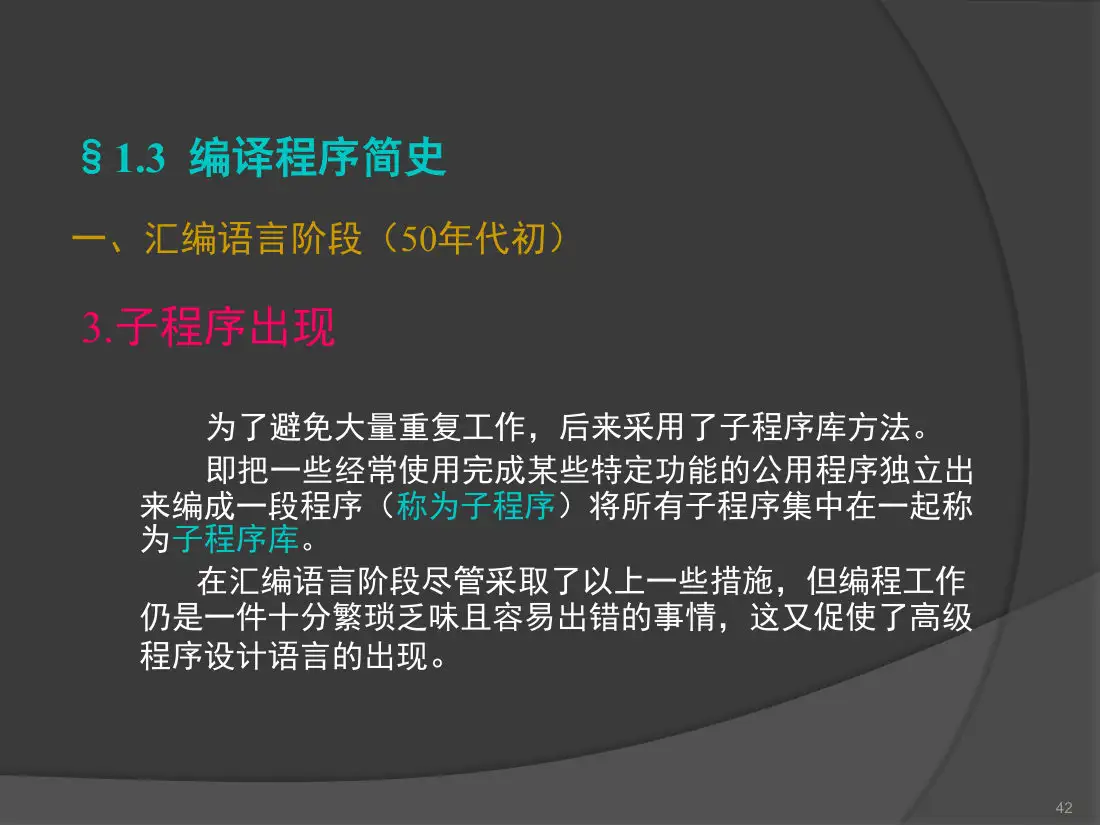 §1.3 编译程序简史
一、汇编语言阶段（50年代初）
3.子程序出现
为了避免大量重复工作，后来采用了子程序库方法。
即把一些经常使用完成某些特定功能的公用程序独立出
来编成一段程序（称为子程序）将所有子程序集中在一起称
为子程序库。
在汇编语言阶段尽管采取了以上一些措施，但编程工作
仍是一件十分繁琐乏味且容易出错的事情，这又促使了高级
程序设计语言的出现。
42